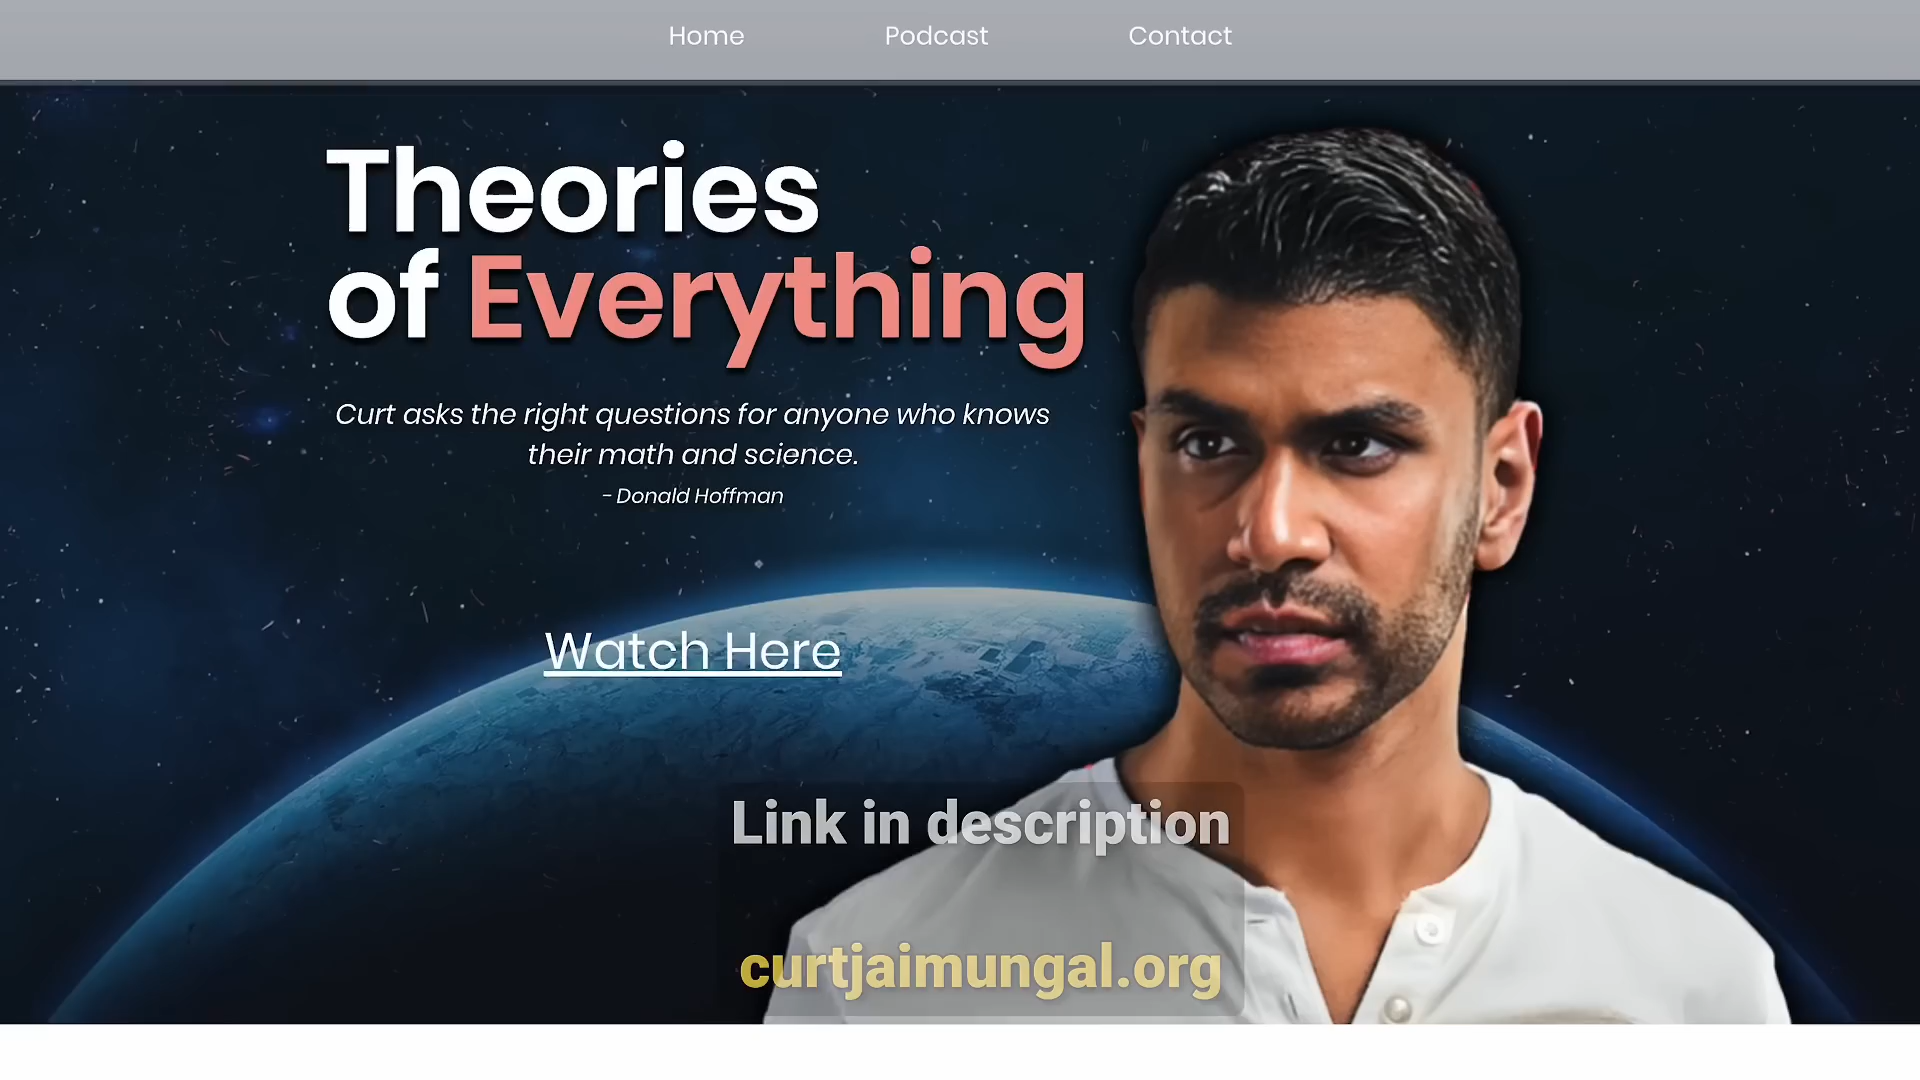 Home Podcast Contact
Theories
of Everything
Curt asks the right questions for anyone who knows
their math and science.
- Donald Hoffman
Watch Here
Link in description
curtjaimungal.org